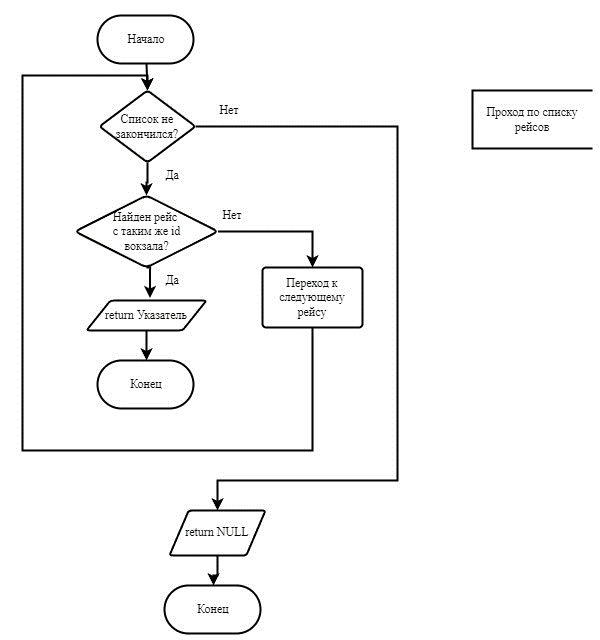 Начало
Список не
закончился?
Нет
Проход по списку
рейсов
Да
Найден рейс
с таким же id
вокзала?
Нет
Да
Переход к
следующему
рейсу
return Указатель
Конец
return NULL
Конец